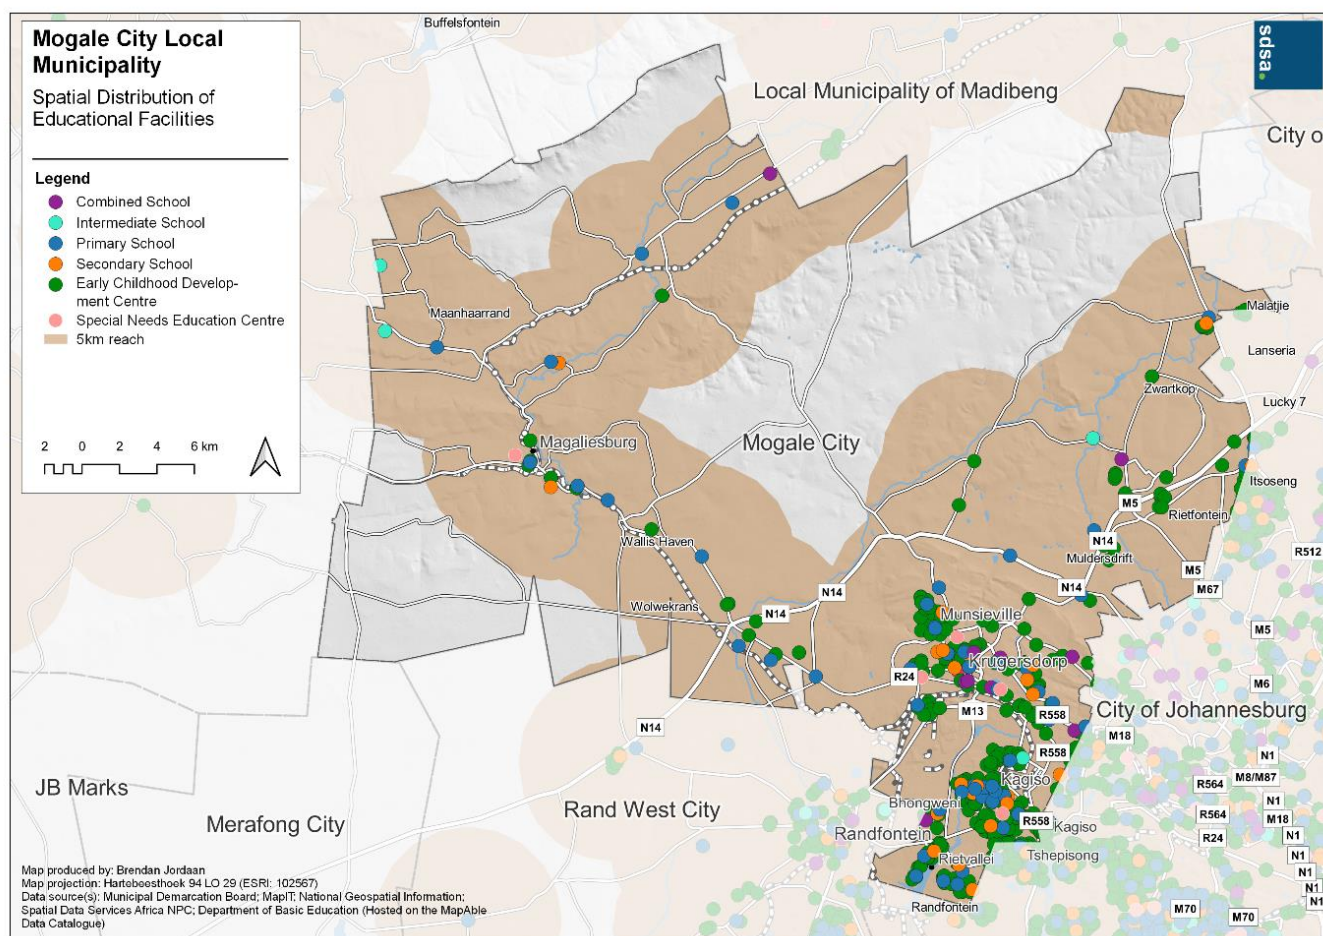 Mogale City Local
Municipality
Spatial Distribution of
Educational Facilities
Legend
Combined School
Intermediate School
Primary School
Secondary School
Early Childhood Develop-
ment Centre
Special Needs Education Centre
5km reach
2 0 2 4 6 km
Buffelsfontein
sdsa.
Local Municipality of Madibeng
City o
Maanhaarrand
Malatjie
Lanseria
Zwartkop
Lucky 7
Magaliesburg
Mogale City
Itsoseng
M5
Rietfontein
Wallis Haven
N14
Muldersdrift
R512
M5
M67
N14
Wolwekrans
N14
N14
Munsieville
M5
Krugersdorp
R24
M6
M13
R558
City of Johannesburg
N14
M18
R558
N1
Kagiso
R564
M8/M87
JB Marks
Rand West City
Bhongweni
N1
Merafong City
R558
Kagiso
R564
M18
Randfontein
R24
N1
Tshepisong
Rietvallei
N1
N1
N1
Randfontein
M70
M70
N1
Map produced by: Brendan Jordaan
Map projection: Hartebeesthoek 94 LO 29 (ESRI: 102567)
Data source(s): Municipal Demarcation Board; MapIT; National Geospatial Information;
Spatial Data Services Africa NPC; Department of Basic Education (Hosted on the MapAble
Data Catalogue)